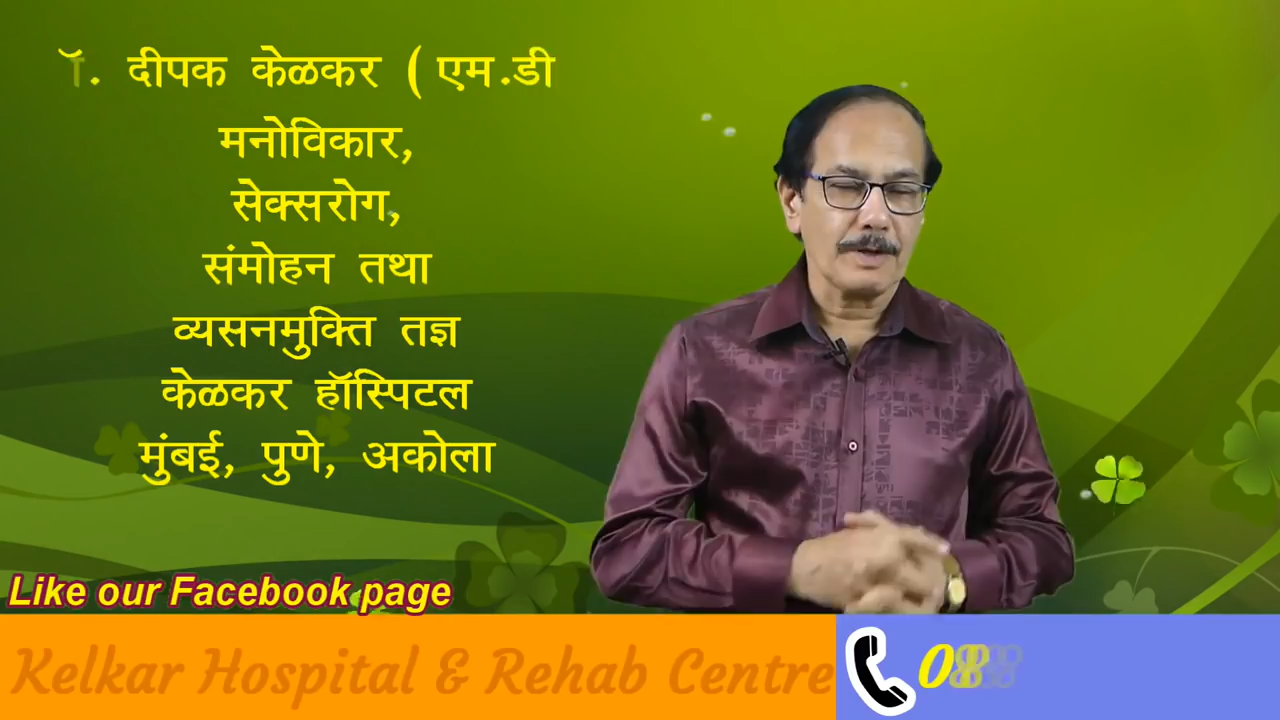 दीपक केळकर ( एम.डी
मनोविकार,
सेक्सरोग,
संमोहन तथा
व्यसनमुक्ति तज्ञ
केळकर हॉस्पिटल
मुंबई, पुणे, अकोला
Like our Facebook page
Kelkar Hospital & Rehab Centre